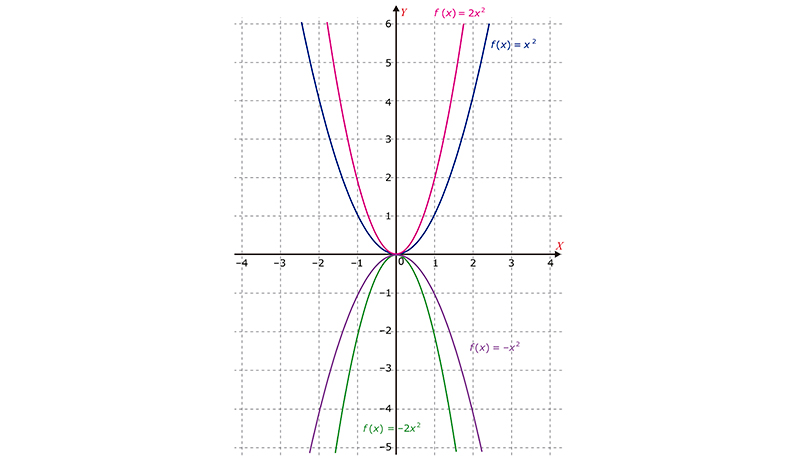 Y
f (x) = 2x²
6
f(x) = x²
5
4
3
2
1
X
–4 –3 –2 –1 0 1 2 3 4
–1
–2
f(x) = –x²
–3
–4
f(x) = –2x²
–5